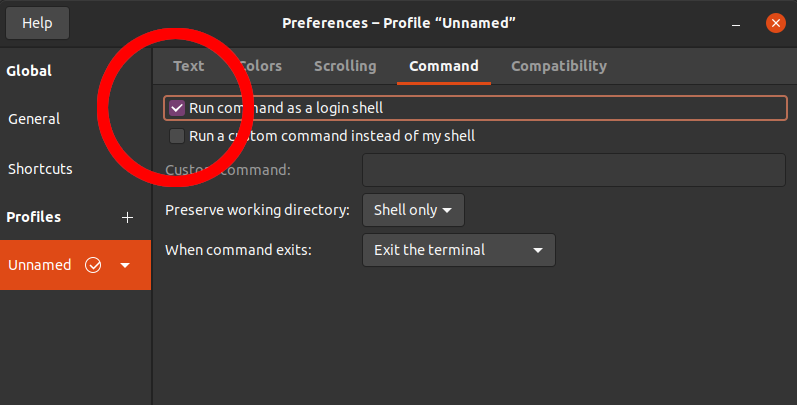 Help
Preferences – Profile “Unnamed”
Global
General
Shortcuts
Profiles
Unnamed
Text Colors Scrolling Command Compatibility
Run command as a login shell
Run a custom command instead of my shell
Custom command:
Preserve working directory: Shell only
When command exits: Exit the terminal